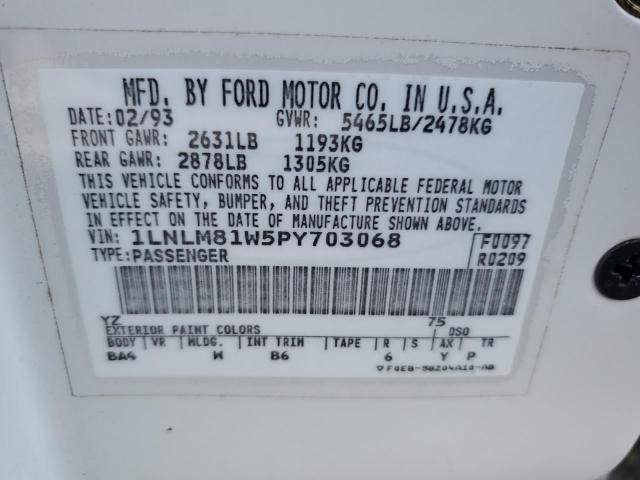 MFD. BY FORD MOTOR CO. IN U.S.A.
DATE: 02/93 GVWR: 5465LB/2478KG
FRONT GAWR: 2631LB 1193KG
REAR GAWR: 2878LB 1305KG
THIS VEHICLE CONFORMS TO ALL APPLICABLE FEDERAL MOTOR
VEHICLE SAFETY, BUMPER, AND THEFT PREVENTION STANDARDS
IN EFFECT ON THE DATE OF MANUFACTURE SHOWN ABOVE.
VIN: 1LNLM81W5PY703068 F0097
TYPE: PASSENGER R0209
YZ 75
EXTERIOR PAINT COLORS DSO
BODY VR MLDG. INT TRIM TAPE R S AX TR
BA4 W B6 6 Y P
▽F0EB-58204A10-AB